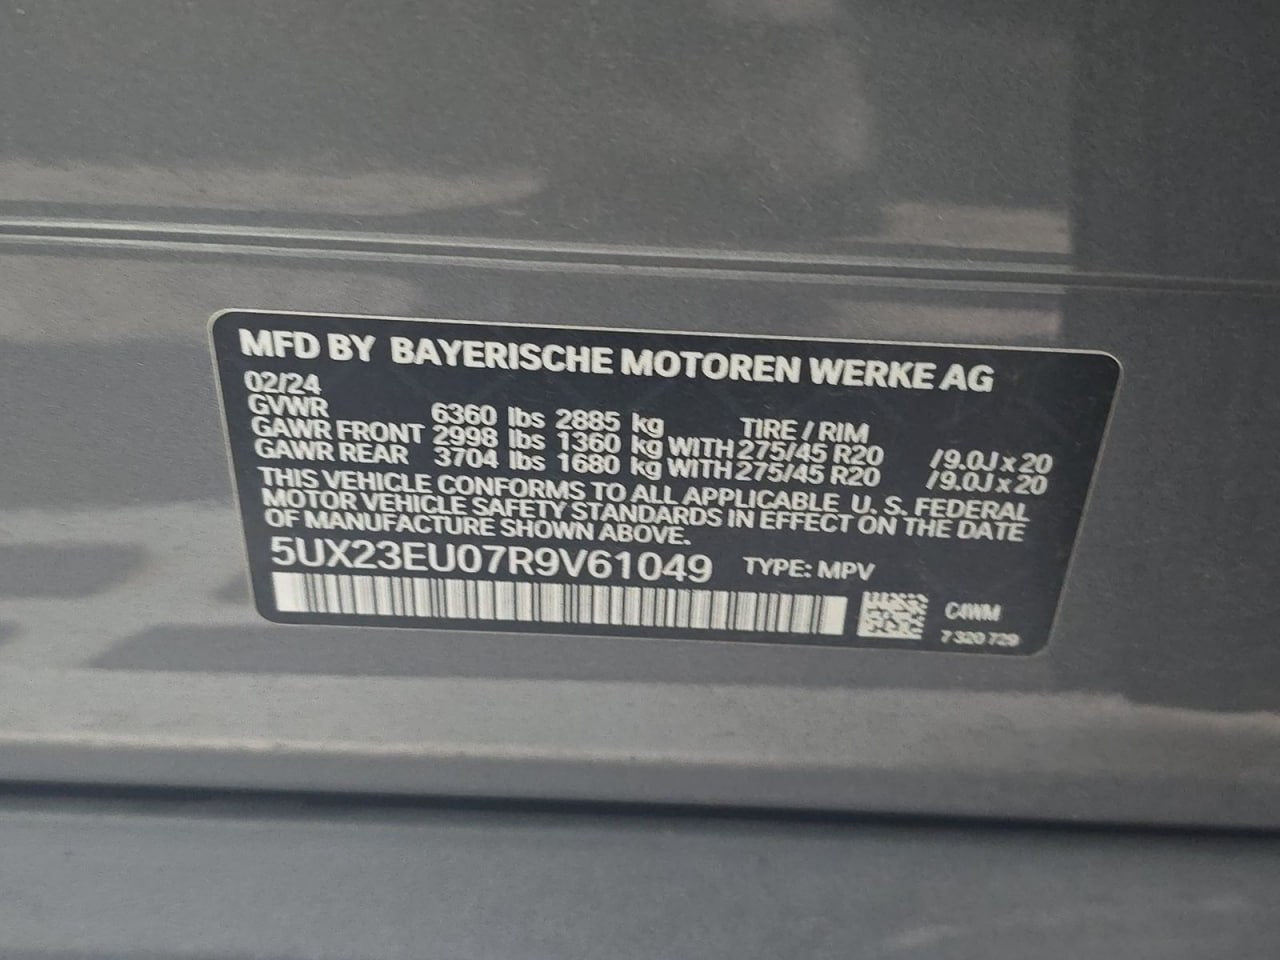 MFD BY BAYERISCHE MOTOREN WERKE AG
02/24
GVWR 6360 lbs 2885 kg TIRE / RIM
GAWR FRONT 2998 lbs 1360 kg WITH 275/45 R20 /9.0J x 20
GAWR REAR 3704 lbs 1680 kg WITH 275/45 R20 /9.0J x 20
THIS VEHICLE CONFORMS TO ALL APPLICABLE U. S. FEDERAL
MOTOR VEHICLE SAFETY STANDARDS IN EFFECT ON THE DATE
OF MANUFACTURE SHOWN ABOVE.
5UX23EU07R9V61049 TYPE: MPV
C4WM
7 320 729